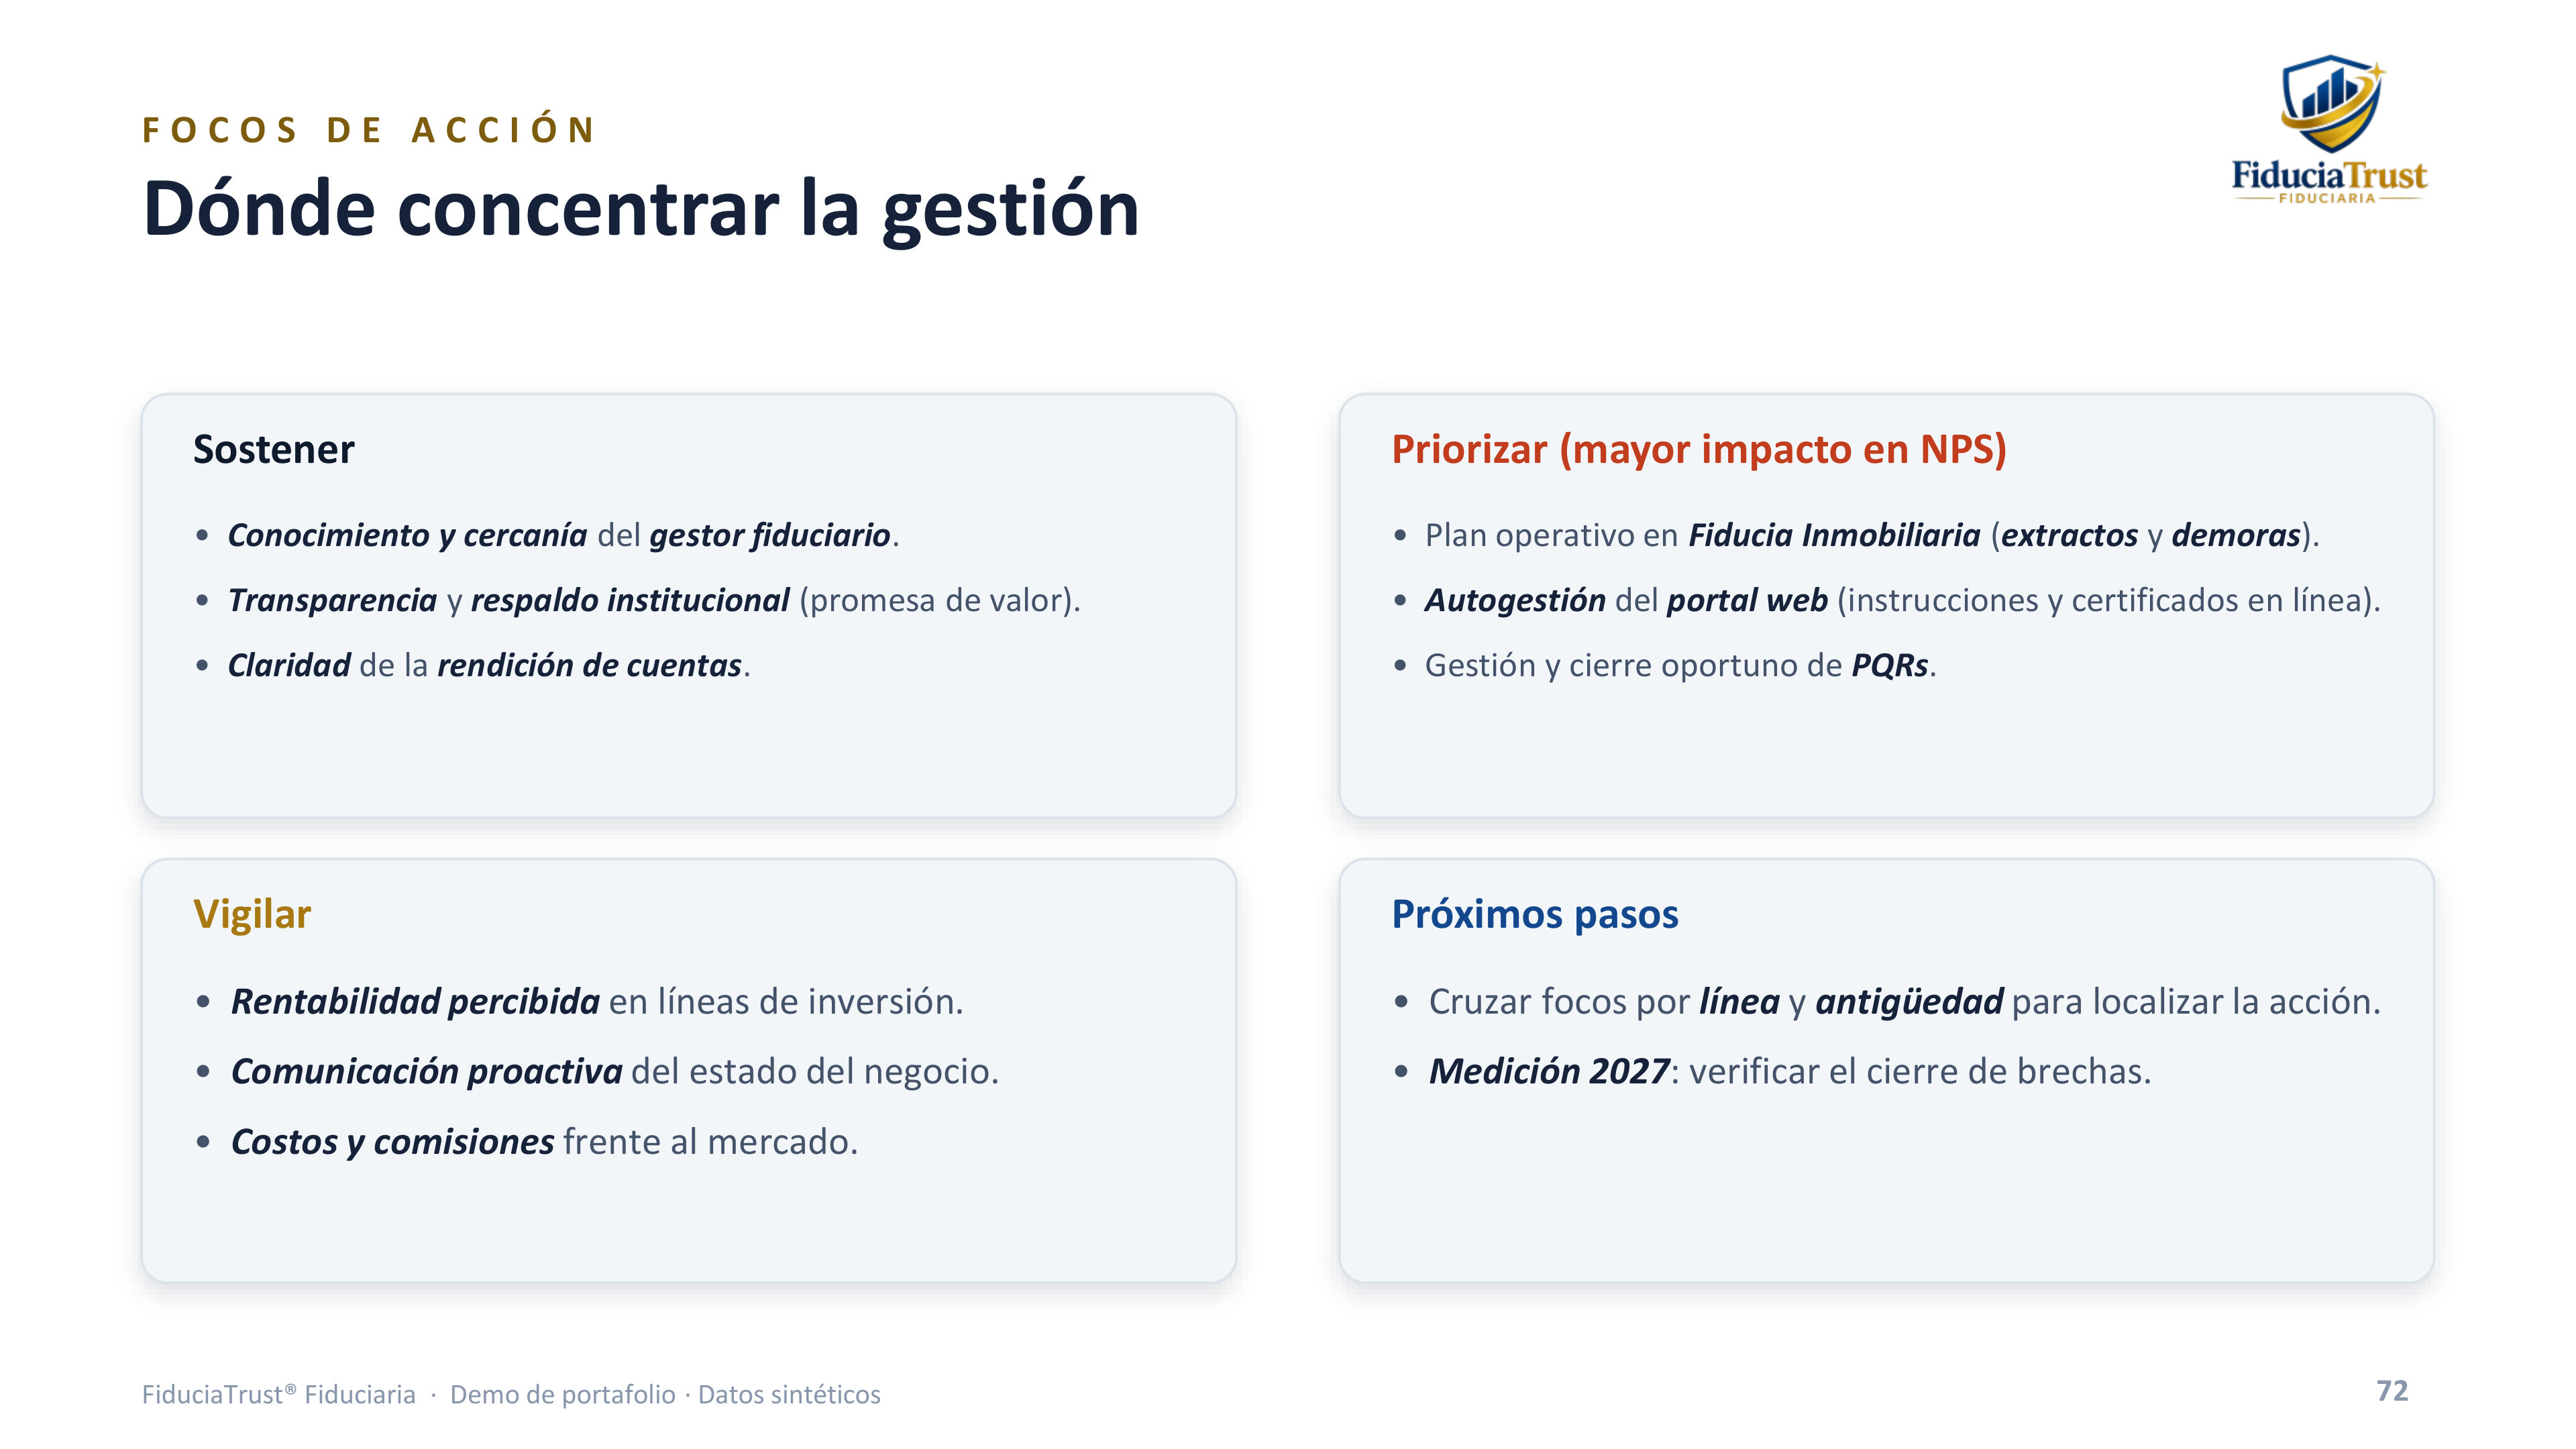 FOCOS DE ACCIÓN
Dónde concentrar la gestión
FiduciaTrust
FIDUCIARIA
Sostener
• Conocimiento y cercanía del gestor fiduciario.
• Transparencia y respaldo institucional (promesa de valor).
• Claridad de la rendición de cuentas.
Priorizar (mayor impacto en NPS)
• Plan operativo en Fiducia Inmobiliaria (extractos y demoras).
• Autogestión del portal web (instrucciones y certificados en línea).
• Gestión y cierre oportuno de PQRs.
Vigilar
• Rentabilidad percibida en líneas de inversión.
• Comunicación proactiva del estado del negocio.
• Costos y comisiones frente al mercado.
Próximos pasos
• Cruzar focos por línea y antigüedad para localizar la acción.
• Medición 2027: verificar el cierre de brechas.
FiduciaTrust® Fiduciaria · Demo de portafolio · Datos sintéticos
72